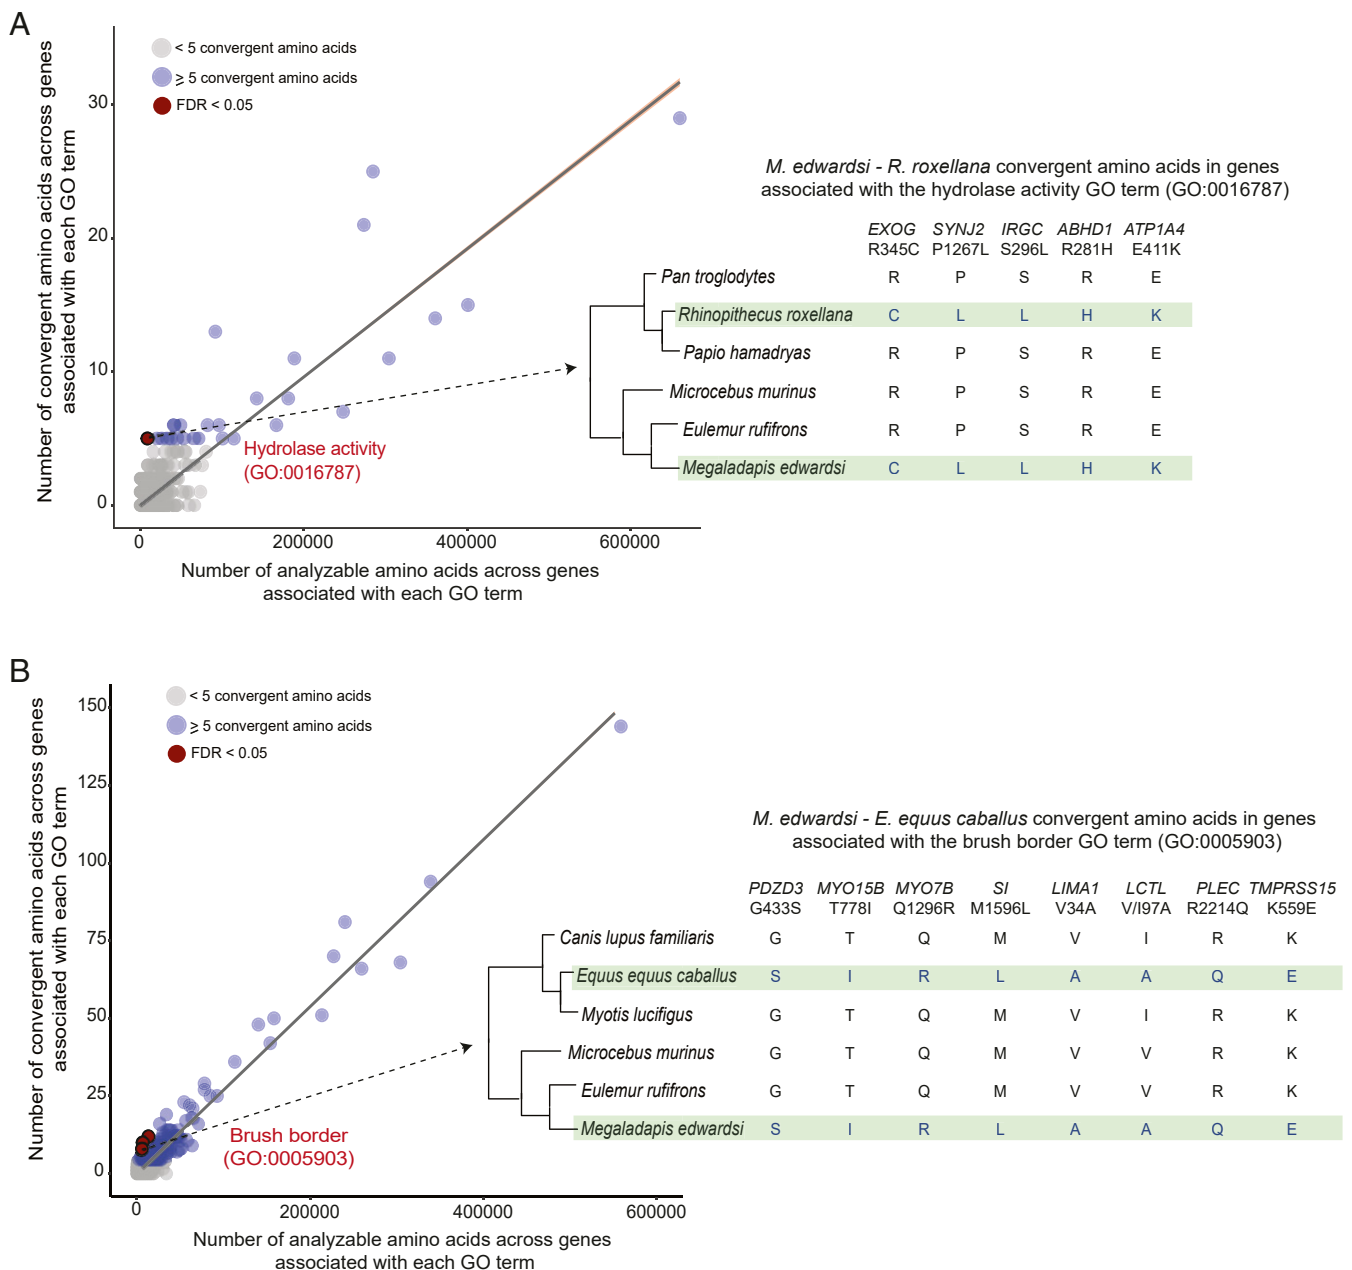 A
Number of convergent amino acids across genes
associated with each GO term
< 5 convergent amino acids
≥ 5 convergent amino acids
FDR < 0.05
30
20
10
0
0 200000 400000 600000
Number of analyzable amino acids across genes
associated with each GO term
Hydrolase activity
(GO:0016787)
M. edwardsi - R. roxellana convergent amino acids in genes
associated with the hydrolase activity GO term (GO:0016787)
EXOG SYNJ2 IRGC ABHD1 ATP1A4
R345C P1267L S296L R281H E411K
Pan troglodytes R P S R E
Rhinopithecus roxellana C L L H K
Papio hamadryas R P S R E
Microcebus murinus R P S R E
Eulemur rufifrons R P S R E
Megaladapis edwardsi C L L H K
B
Number of convergent amino acids across genes
associated with each GO term
< 5 convergent amino acids
≥ 5 convergent amino acids
FDR < 0.05
150
125
100
75
50
25
0
0 200000 400000 600000
Number of analyzable amino acids across genes
associated with each GO term
Brush border
(GO:0005903)
M. edwardsi - E. equus caballus convergent amino acids in genes
associated with the brush border GO term (GO:0005903)
PDZD3 MYO15B MYO7B SI LIMA1 LCTL PLEC TMPRSS15
G433S T778I Q1296R M1596L V34A V/I97A R2214Q K559E
Canis lupus familiaris G T Q M V I R K
Equus equus caballus S I R L A A Q E
Myotis lucifigus G T Q M V I R K
Microcebus murinus G T Q M V V R K
Eulemur rufifrons G T Q M V V R K
Megaladapis edwardsi S I R L A A Q E